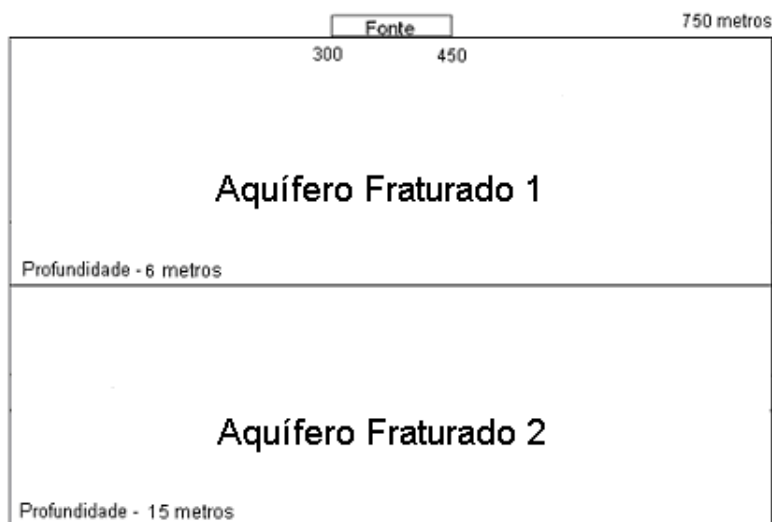 Fonte
750 metros
300
450
Aquífero Fraturado 1
Profundidade - 6 metros
Aquífero Fraturado 2
Profundidade - 15 metros